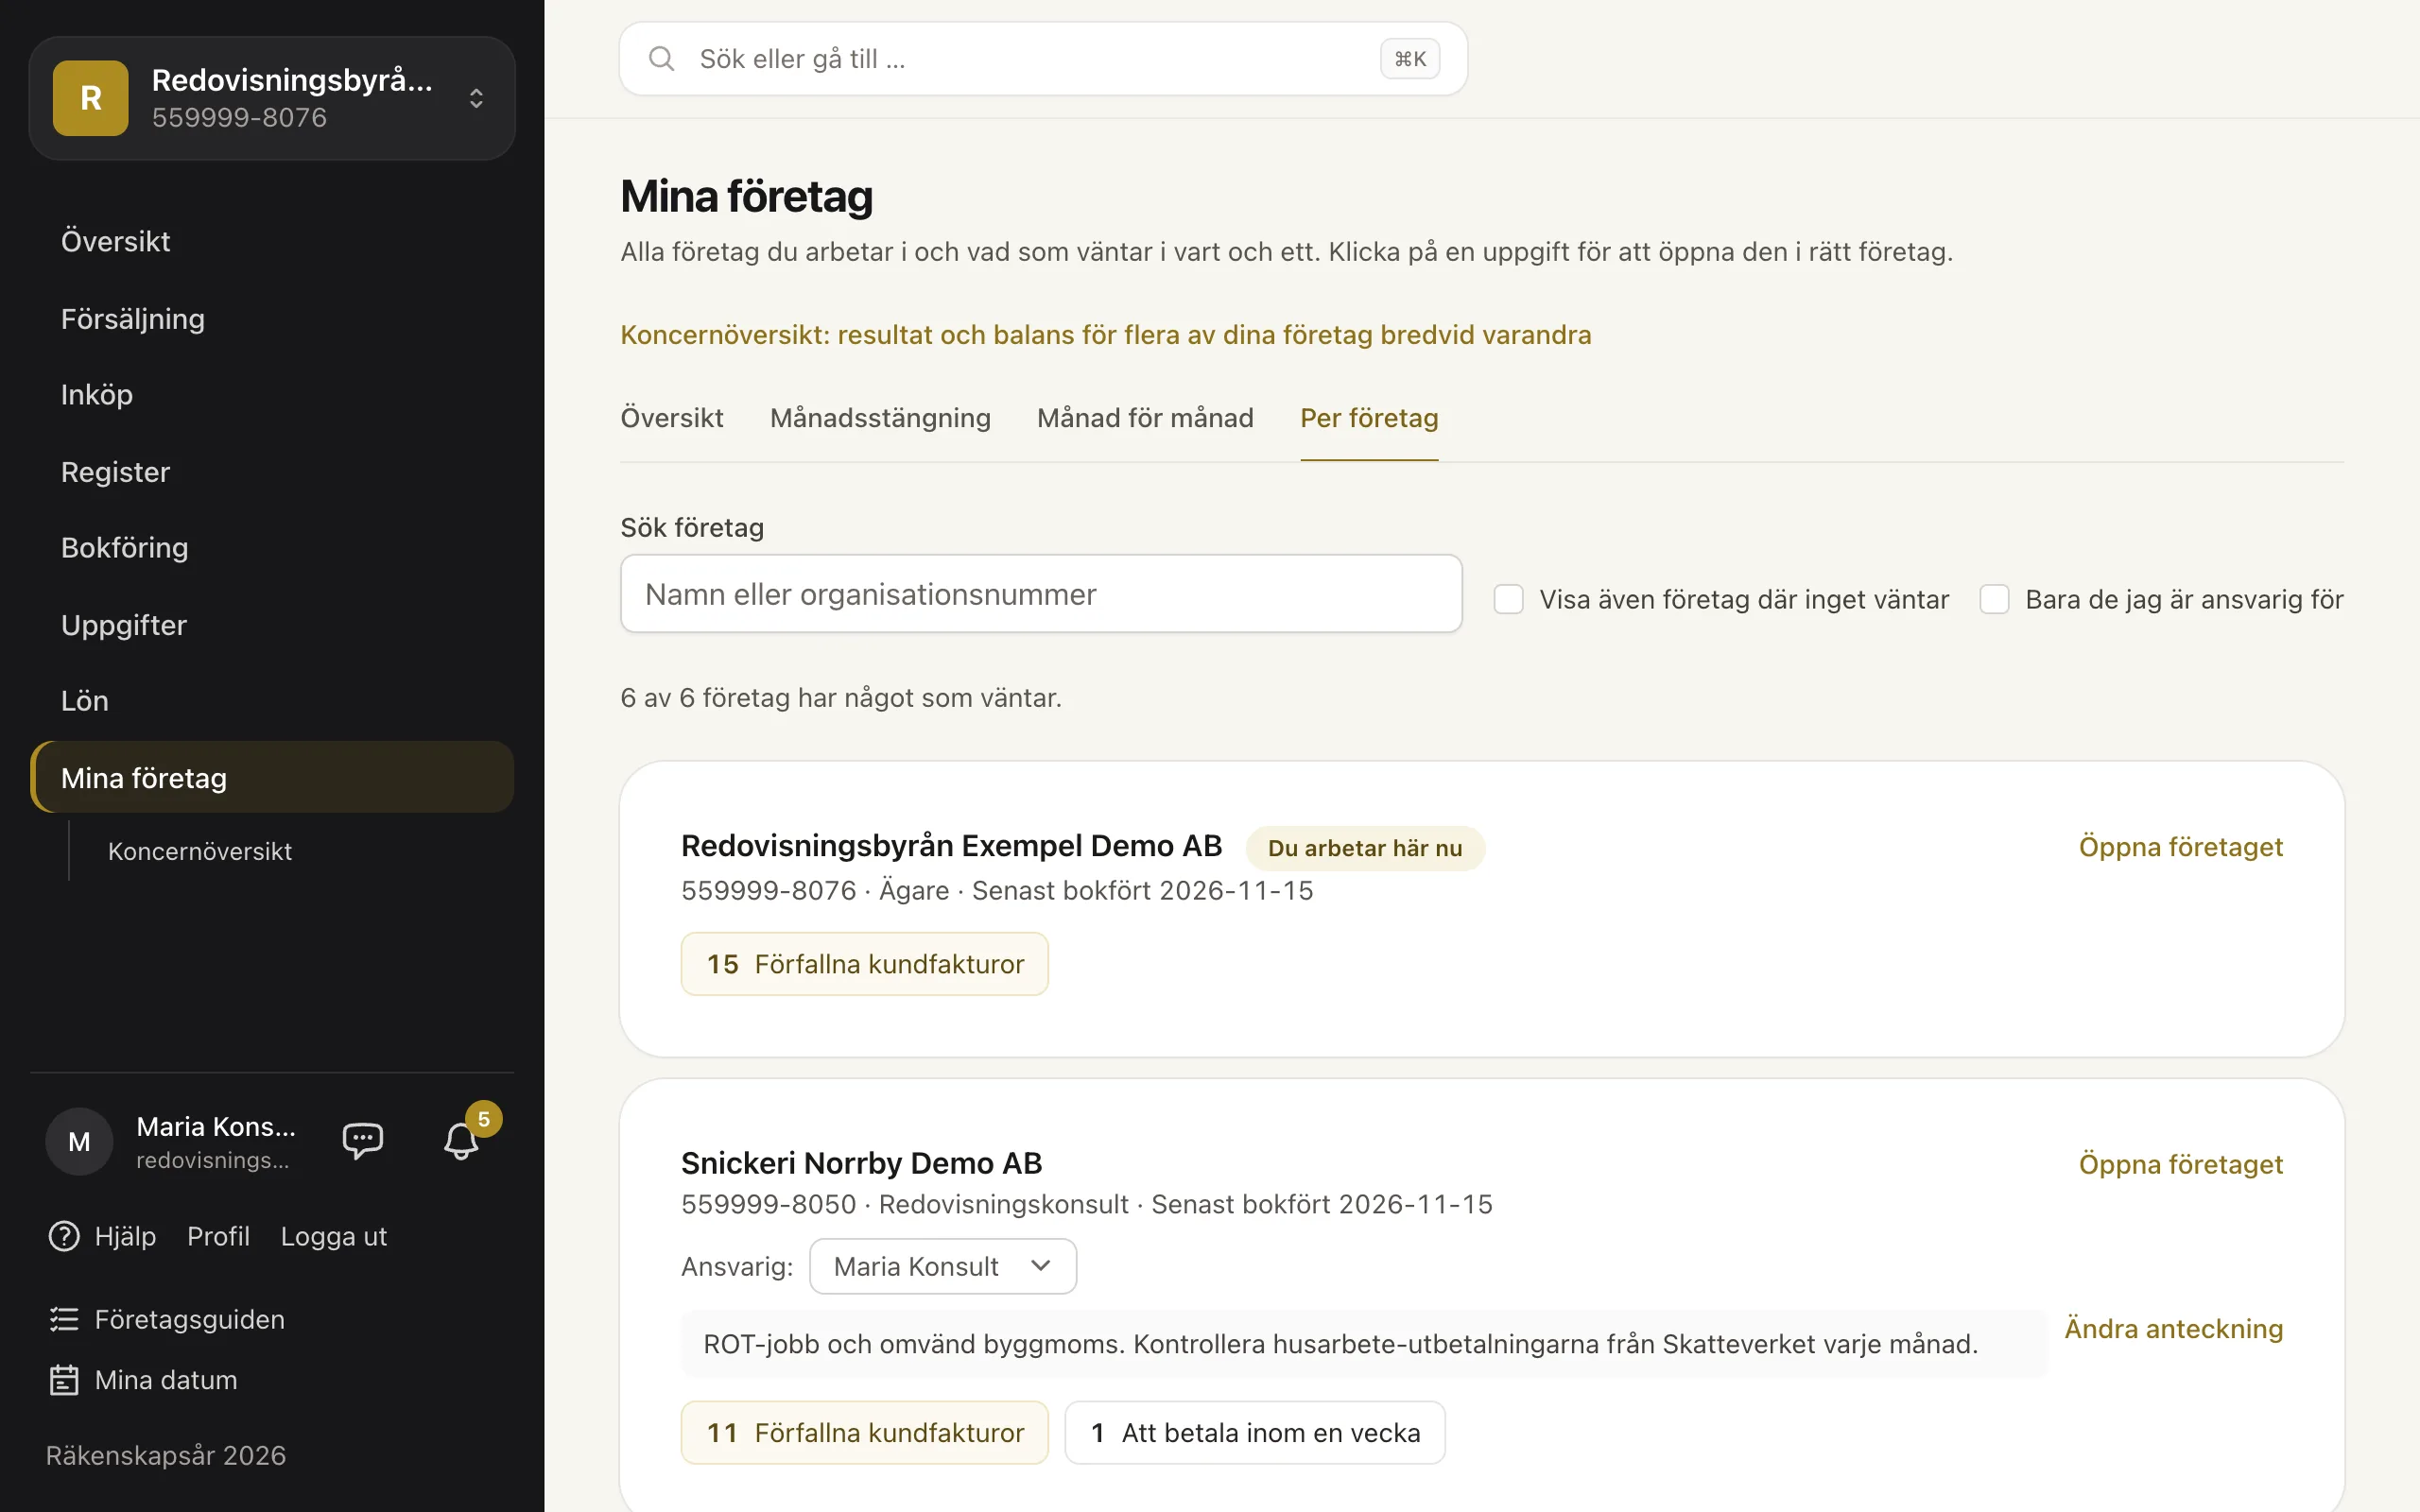 R
Redovisningsbyrå...
559999-8076
Översikt
Försäljning
Inköp
Register
Bokföring
Uppgifter
Lön
Mina företag
Koncernöversikt
M
Maria Kons...
redovisnings...
5
Hjälp Profil Logga ut
Företagsguiden
Mina datum
Räkenskapsår 2026
Sök eller gå till ... ⌘K
Mina företag
Alla företag du arbetar i och vad som väntar i vart och ett. Klicka på en uppgift för att öppna den i rätt företag.
Koncernöversikt: resultat och balans för flera av dina företag bredvid varandra
Översikt Månadsstängning Månad för månad Per företag
Sök företag
Namn eller organisationsnummer
Visa även företag där inget väntar Bara de jag är ansvarig för
6 av 6 företag har något som väntar.
Redovisningsbyrån Exempel Demo AB Du arbetar här nu Öppna företaget
559999-8076 · Ägare · Senast bokfört 2026-11-15
15 Förfallna kundfakturor
Snickeri Norrby Demo AB Öppna företaget
559999-8050 · Redovisningskonsult · Senast bokfört 2026-11-15
Ansvarig: Maria Konsult
ROT-jobb och omvänd byggmoms. Kontrollera husarbete-utbetalningarna från Skatteverket varje månad. Ändra anteckning
11 Förfallna kundfakturor 1 Att betala inom en vecka